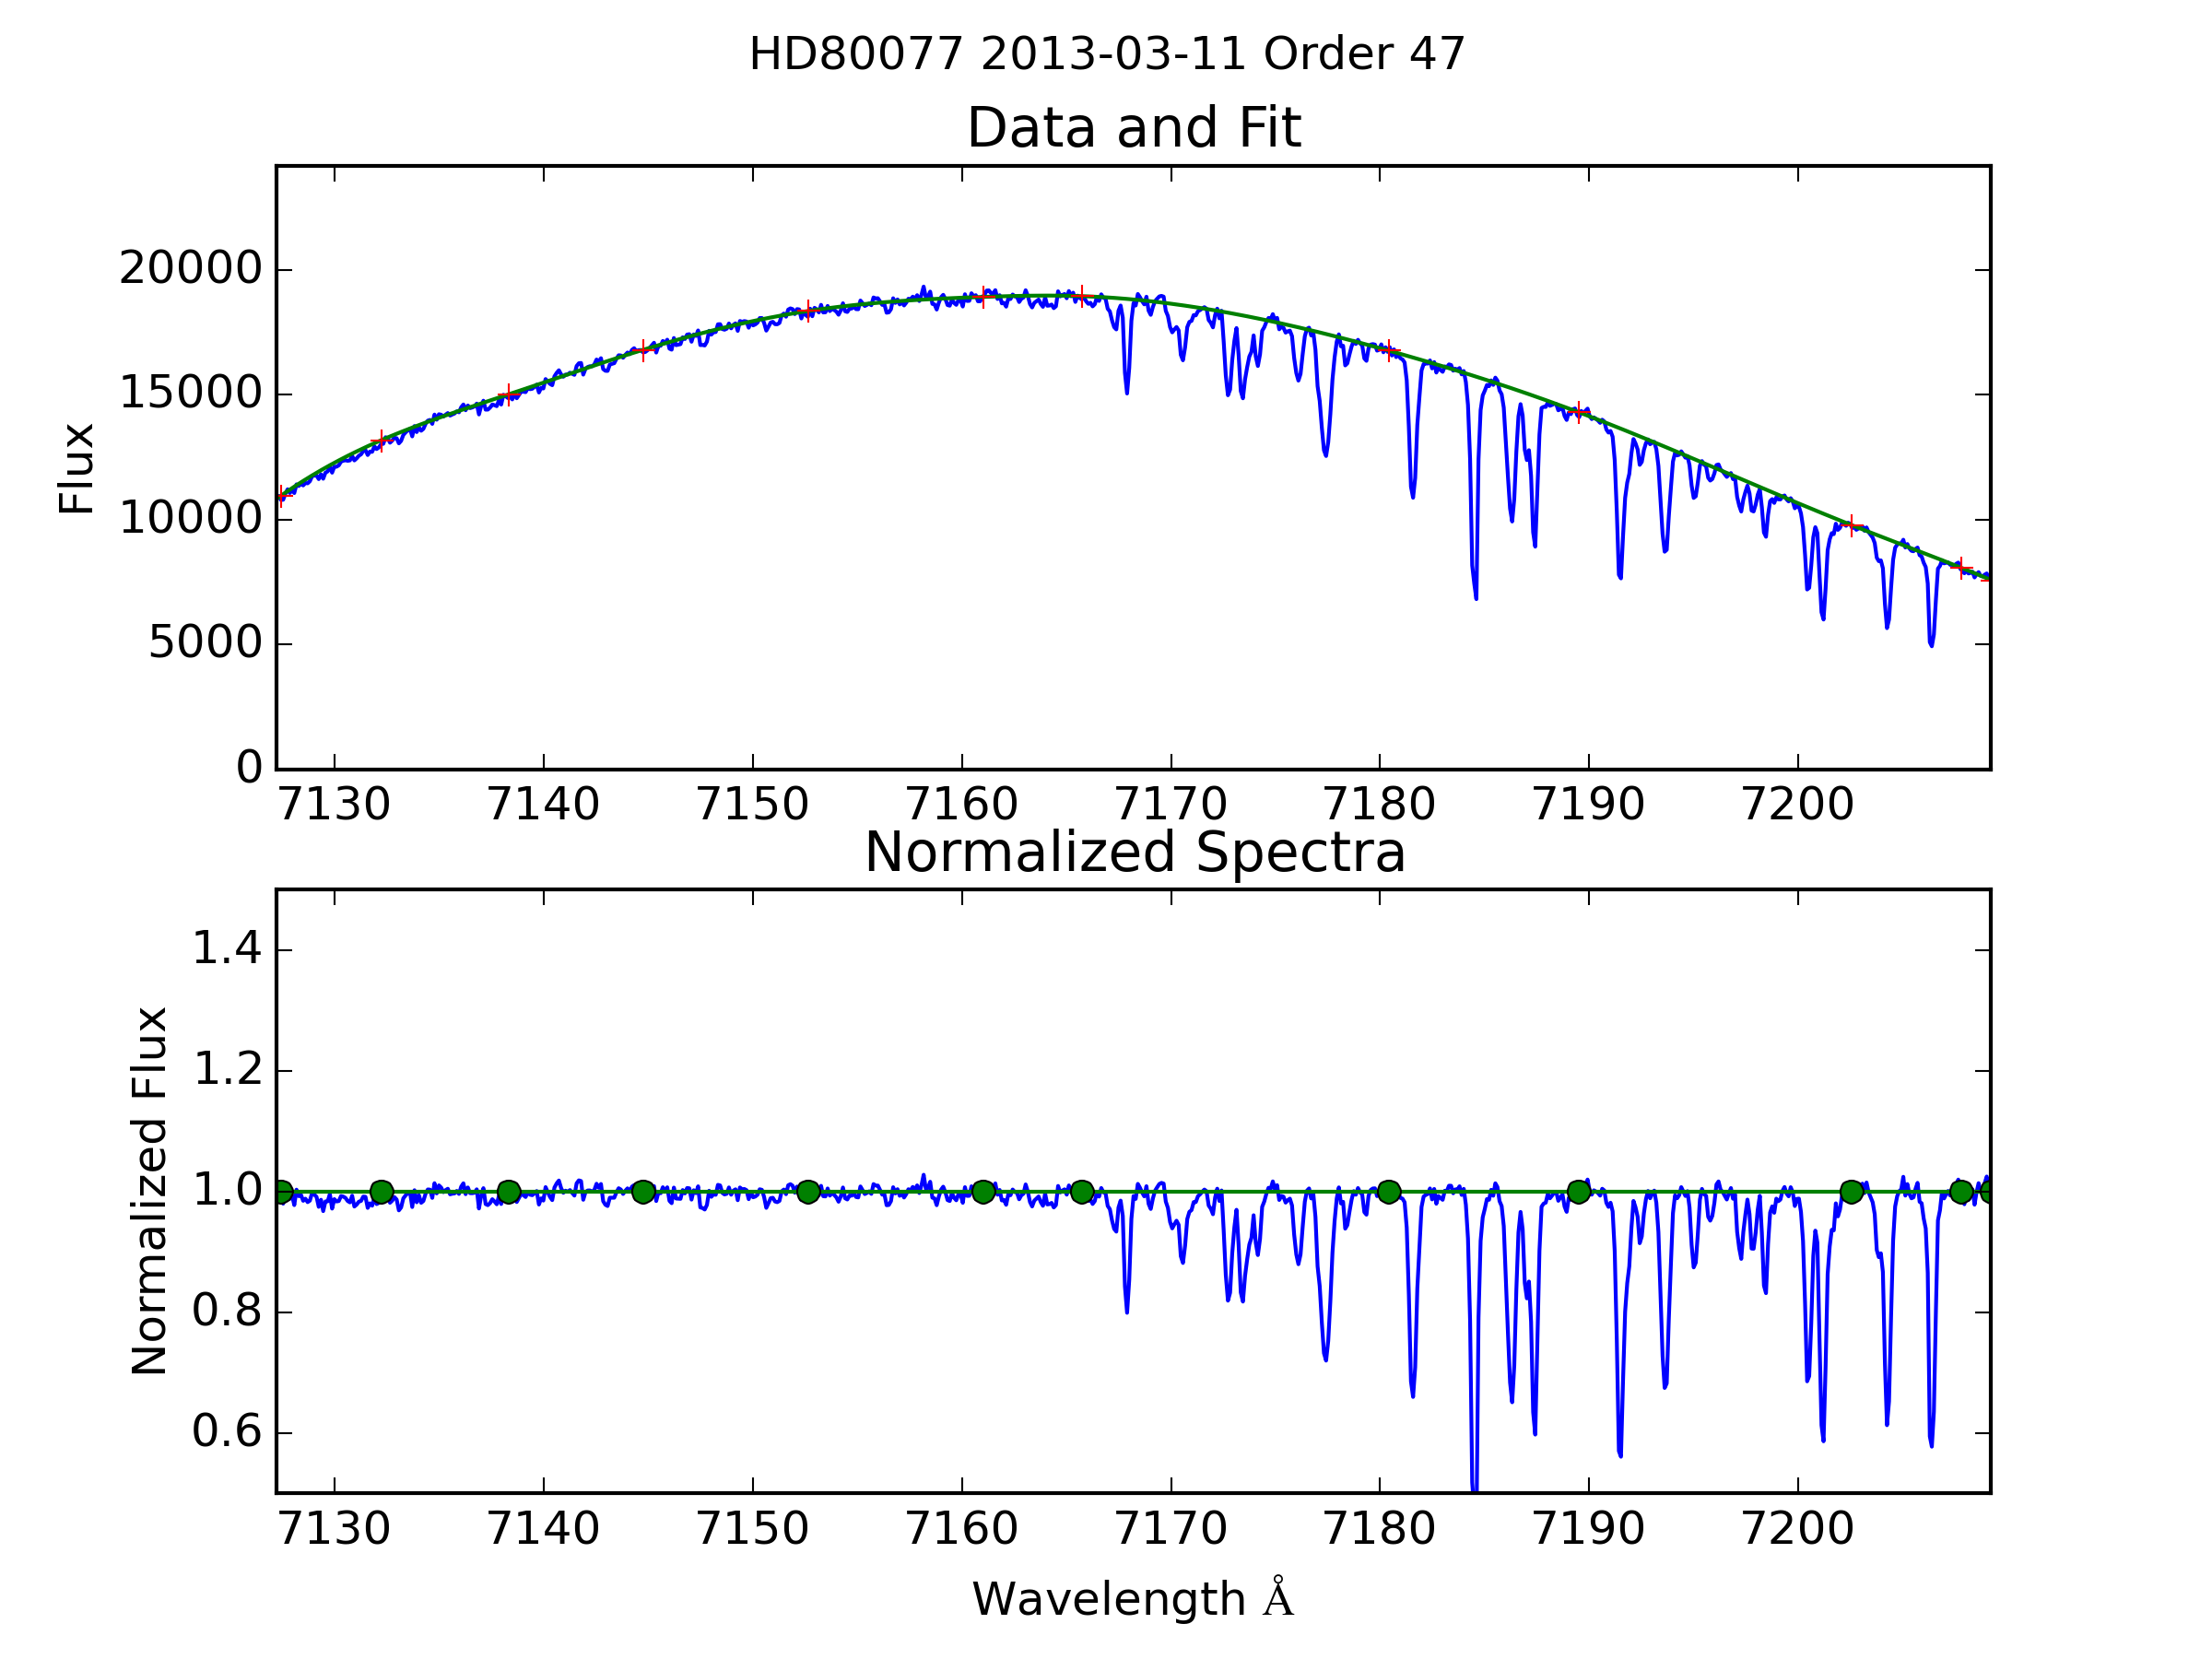 HD80077 2013-03-11 Order 47
Data and Fit
20000
15000
10000
5000
0
Flux
7130 7140 7150 7160 7170 7180 7190 7200
Normalized Spectra
1.4
1.2
1.0
0.8
0.6
Normalized Flux
7130 7140 7150 7160 7170 7180 7190 7200
Wavelength Å